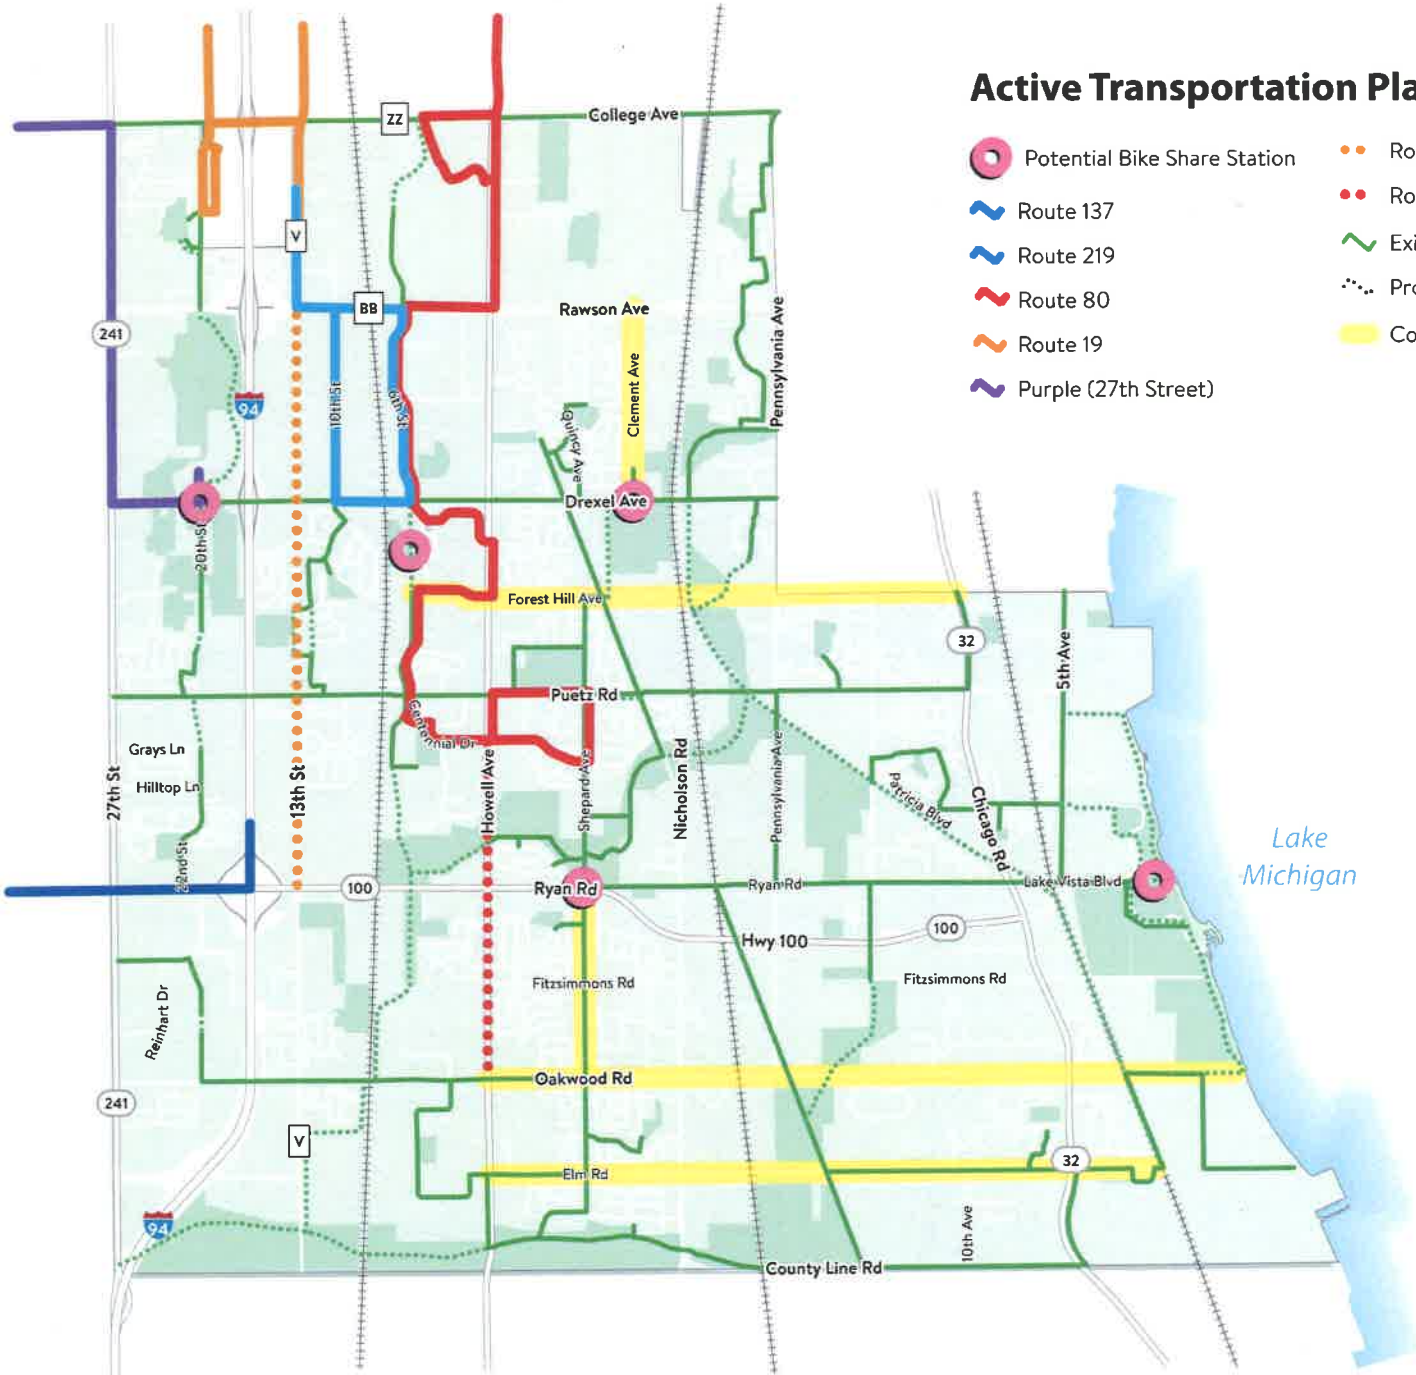 Active Transportation Pla
Potential Bike Share Station
Route 137
Route 219
Route 80
Route 19
Purple (27th Street)
Ro
Ro
Exi
Pro
Co
ZZ
College Ave
V
BB
Rawson Ave
241
94
10th St
6th St
Quincy Ave
Clement Ave
Pennsylvania Ave
Drexel Ave
20th St
Forest Hill Ave
32
5th Ave
Puetz Rd
Centennial Dr
Grays Ln
Hilltop Ln
27th St
13th St
22nd St
Howell Ave
Shepard Ave
Nicholson Rd
Pennsylvania Ave
Patricia Blvd
Chicago Rd
Lake
Michigan
100
Ryan Rd
Ryan Rd
Lake Vista Blvd
Hwy 100
100
Fitzsimmons Rd
Fitzsimmons Rd
Reinhart Dr
Oakwood Rd
241
V
Elm Rd
32
94
10th Ave
County Line Rd